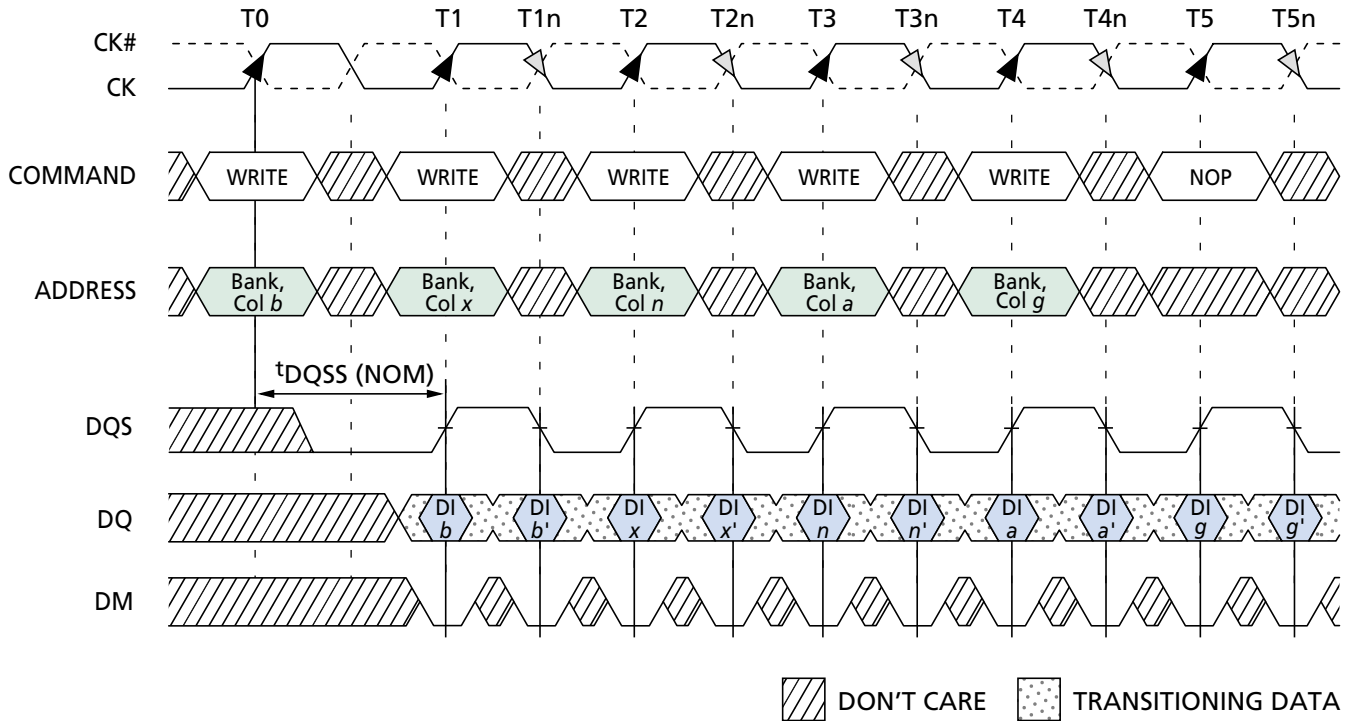 T0 T1 T1n T2 T2n T3 T3n T4 T4n T5 T5n
CK#
CK
COMMAND WRITE WRITE WRITE WRITE WRITE NOP
ADDRESS Bank, Col b Bank, Col x Bank, Col n Bank, Col a Bank, Col g
tDQSS (NOM)
DQS
DQ DI b DI b' DI x DI x' DI n DI n' DI a DI a' DI g DI g'
DM
DON'T CARE TRANSITIONING DATA